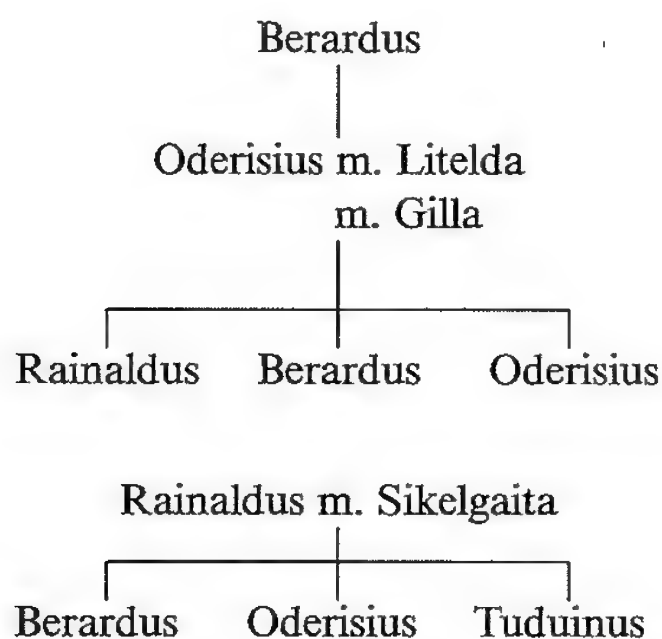 Berardus
Oderisius m. Litelda
m. Gilla
Rainaldus Berardus Oderisius
Rainaldus m. Sikelgaita
Berardus Oderisius Tuduinus